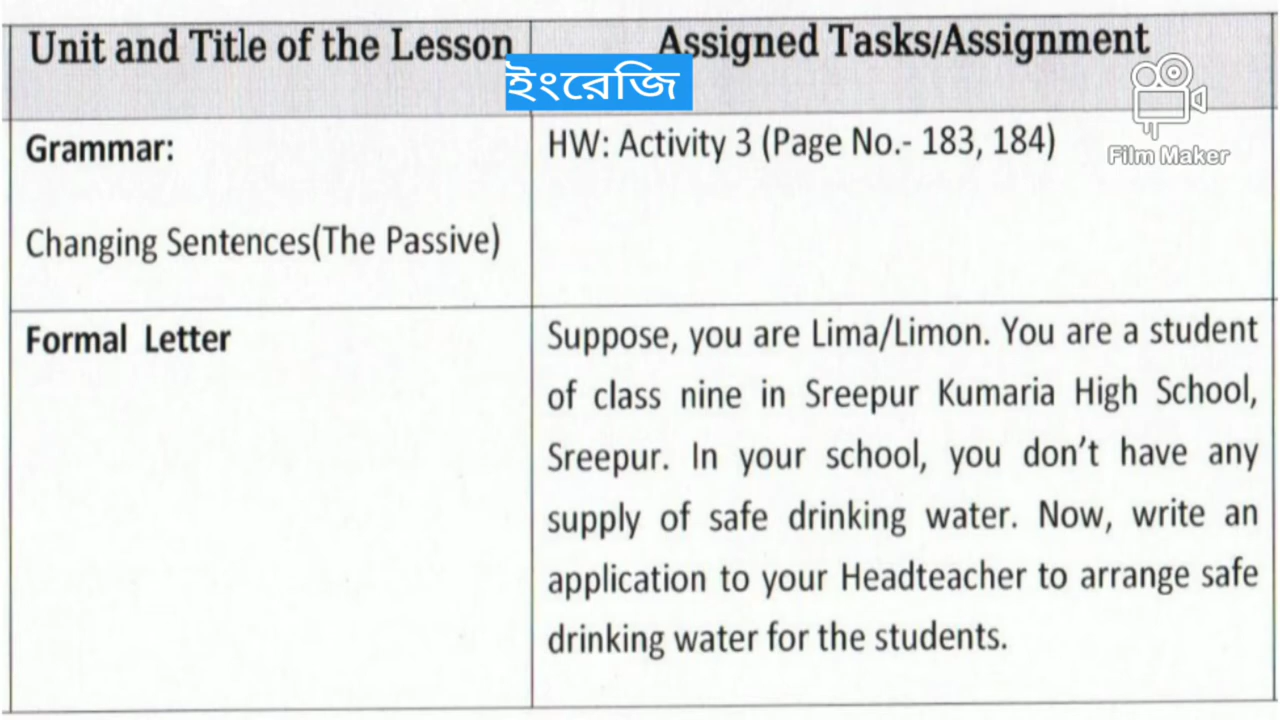 Unit and Title of the Lesson
Assigned Tasks/Assignment
ইংরেজি
Film Maker
Grammar:
Changing Sentences(The Passive)
HW: Activity 3 (Page No.- 183, 184)
Formal Letter
Suppose, you are Lima/Limon. You are a student
of class nine in Sreepur Kumaria High School,
Sreepur. In your school, you don't have any
supply of safe drinking water. Now, write an
application to your Headteacher to arrange safe
drinking water for the students.